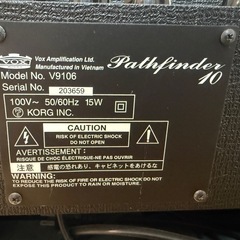 VOX
Vox Amplification Ltd.
Manufactured in Vietnam
Pathfinder
10
Model No. V9106
Serial No. 203659
100V~ 50/60Hz 15W
KORG INC.
CAUTION
RISK OF ELECTRIC SHOCK
DO NOT OPEN
AVERTISSEMENT: RISQUE DE CHOC ELECTRIQUE-NE PAS OUVRIR.
注意: 感電の恐れあり、キャビネットをあけるな
WARNING: TO REDUCE THE RISK OF FIRE OR ELECTRIC SHOCK DO NOT EXPOSE
THIS EQUIPMENT TO RAIN OR MOISTURE.